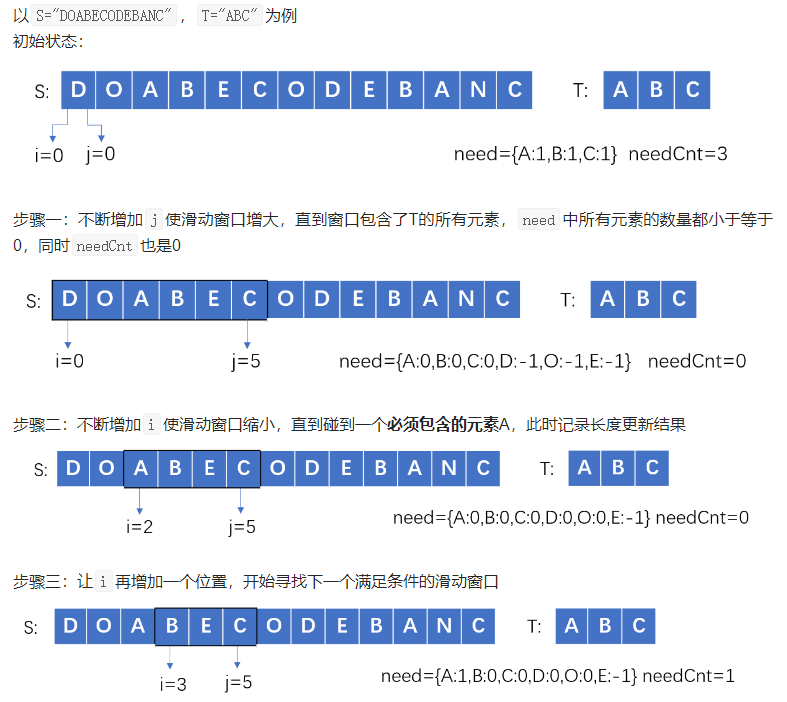 以 S="DOABECODEBANC" ， T="ABC" 为例
初始状态：
S: D O A B E C O D E B A N C T: A B C
i=0 j=0 need={A:1,B:1,C:1} needCnt=3
步骤一：不断增加 j 使滑动窗口增大，直到窗口包含了T的所有元素， need 中所有元素的数量都小于等于
0，同时 needCnt 也是0
S: D O A B E C O D E B A N C T: A B C
i=0 j=5 need={A:0,B:0,C:0,D:-1,O:-1,E:-1} needCnt=0
步骤二：不断增加 i 使滑动窗口缩小，直到碰到一个必须包含的元素A，此时记录长度更新结果
S: D O A B E C O D E B A N C T: A B C
i=2 j=5 need={A:0,B:0,C:0,D:0,O:0,E:-1} needCnt=0
步骤三：让 i 再增加一个位置，开始寻找下一个满足条件的滑动窗口
S: D O A B E C O D E B A N C T: A B C
i=3 j=5 need={A:1,B:0,C:0,D:0,O:0,E:-1} needCnt=1